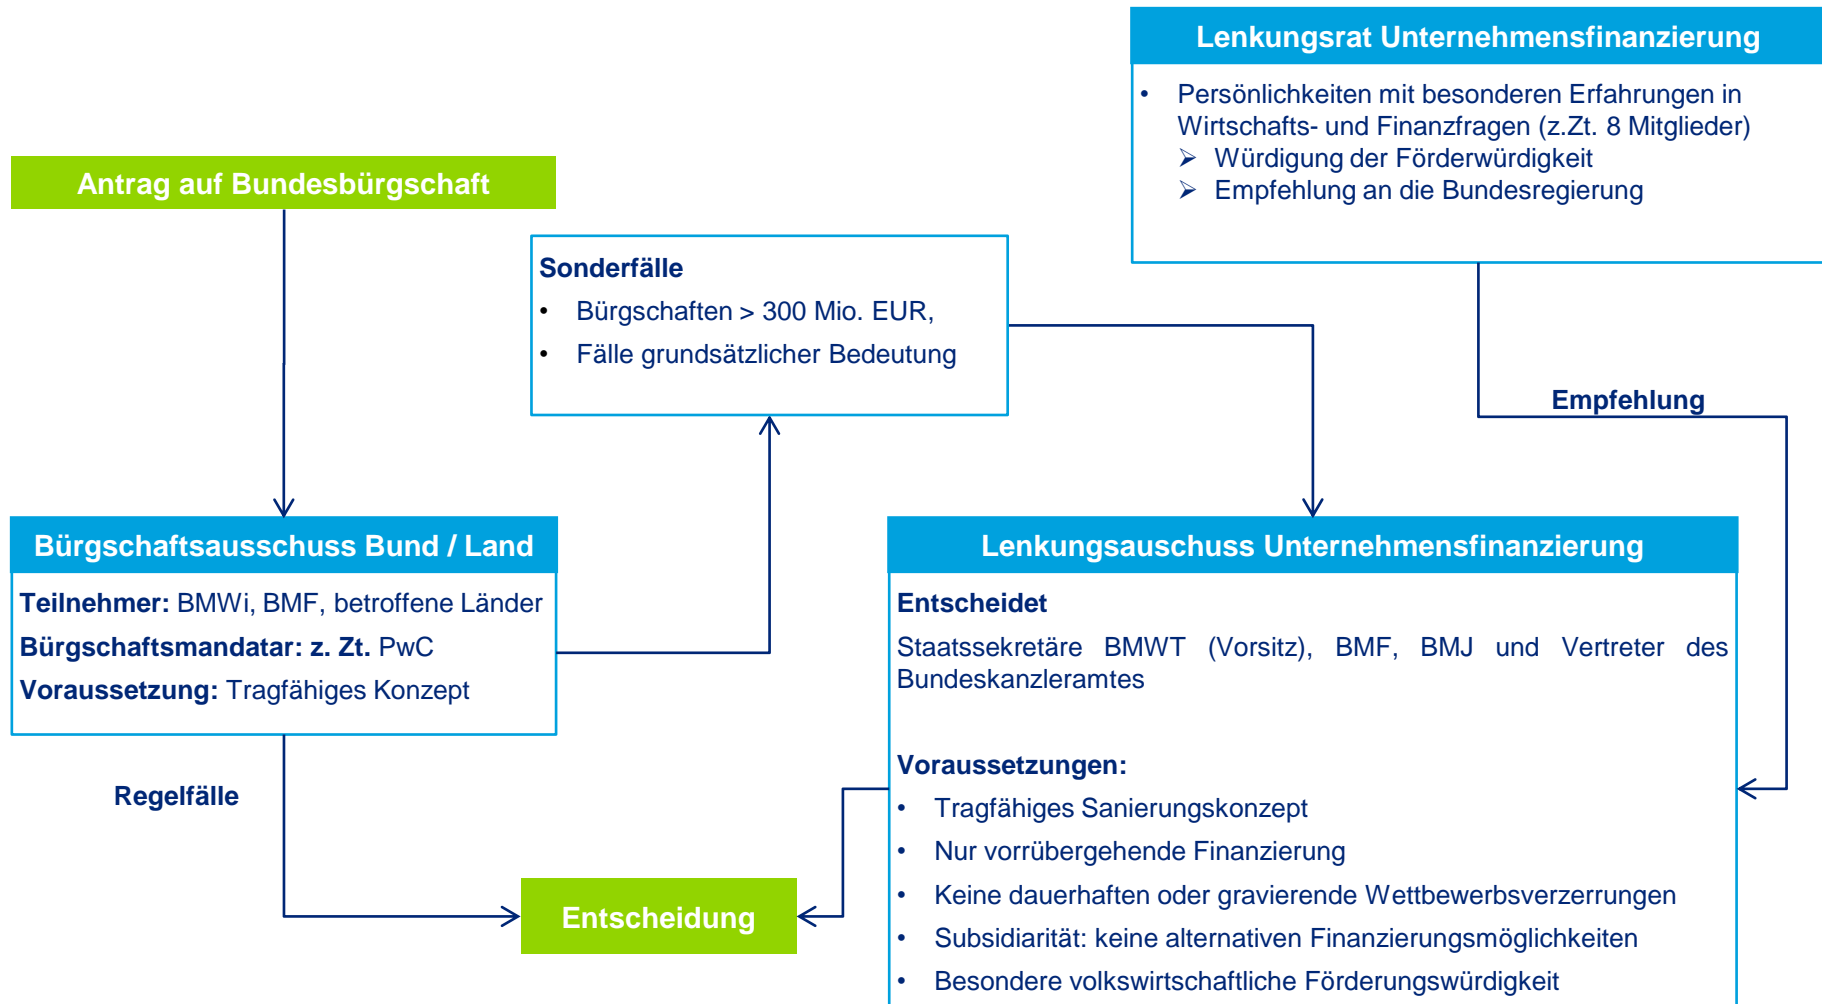 Lenkungsrat Unternehmensfinanzierung
• Persönlichkeiten mit besonderen Erfahrungen in
Wirtschafts- und Finanzfragen (z.Zt. 8 Mitglieder)
➢ Würdigung der Förderwürdigkeit
➢ Empfehlung an die Bundesregierung
Antrag auf Bundesbürgschaft
Sonderfälle
• Bürgschaften > 300 Mio. EUR,
• Fälle grundsätzlicher Bedeutung
Empfehlung
Bürgschaftsausschuss Bund / Land
Teilnehmer: BMWi, BMF, betroffene Länder
Bürgschaftsmandatar: z. Zt. PwC
Voraussetzung: Tragfähiges Konzept
Regelfälle
Lenkungsauschuss Unternehmensfinanzierung
Entscheidet
Staatssekretäre BMWT (Vorsitz), BMF, BMJ und Vertreter des
Bundeskanzleramtes
Voraussetzungen:
• Tragfähiges Sanierungskonzept
• Nur vorrübergehende Finanzierung
• Keine dauerhaften oder gravierende Wettbewerbsverzerrungen
• Subsidiarität: keine alternativen Finanzierungsmöglichkeiten
• Besondere volkswirtschaftliche Förderungswürdigkeit
Entscheidung